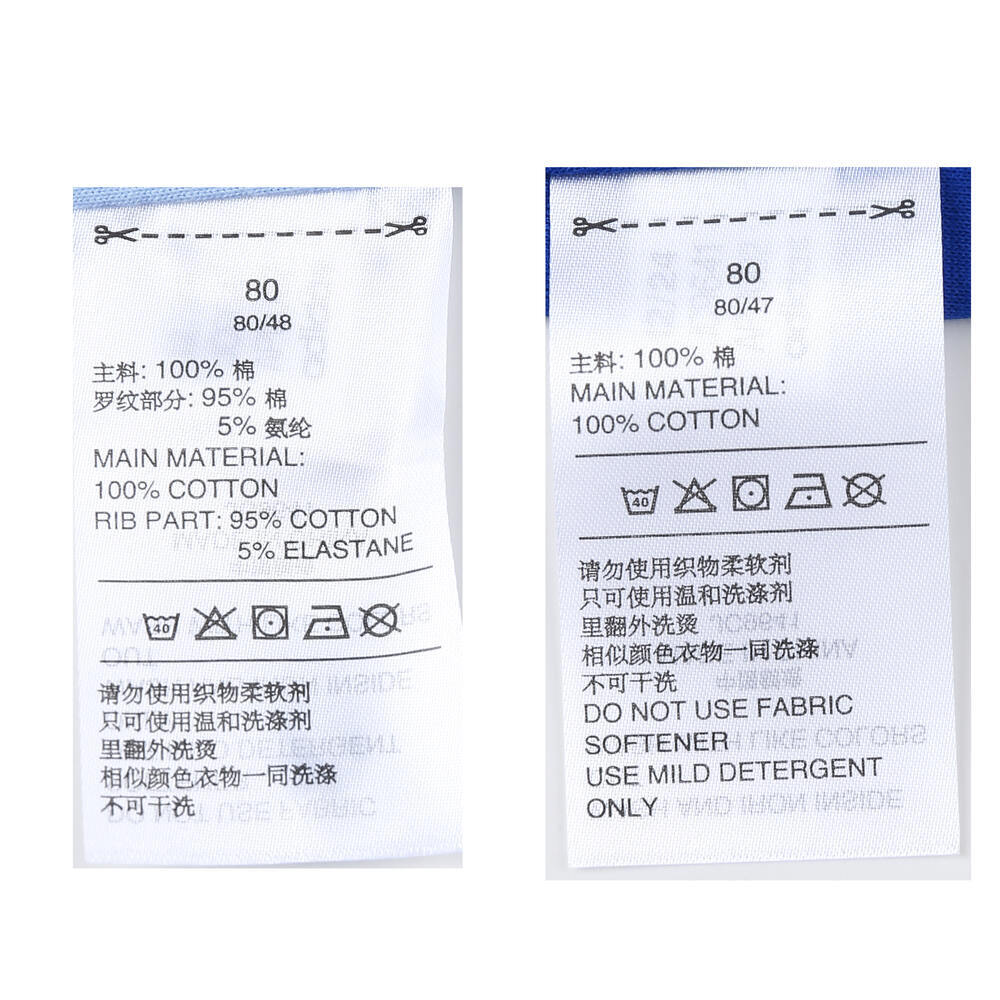 80
80/48
主料: 100% 棉
罗纹部分: 95% 棉
5% 氨纶
MAIN MATERIAL:
100% COTTON
RIB PART: 95% COTTON
5% ELASTANE
40
请勿使用织物柔软剂
只可使用温和洗涤剂
里翻外洗烫
相似颜色衣物一同洗涤
不可干洗
80
80/47
主料: 100% 棉
MAIN MATERIAL:
100% COTTON
40
请勿使用织物柔软剂
只可使用温和洗涤剂
里翻外洗烫
相似颜色衣物一同洗涤
不可干洗
DO NOT USE FABRIC
SOFTENER
USE MILD DETERGENT
ONLY